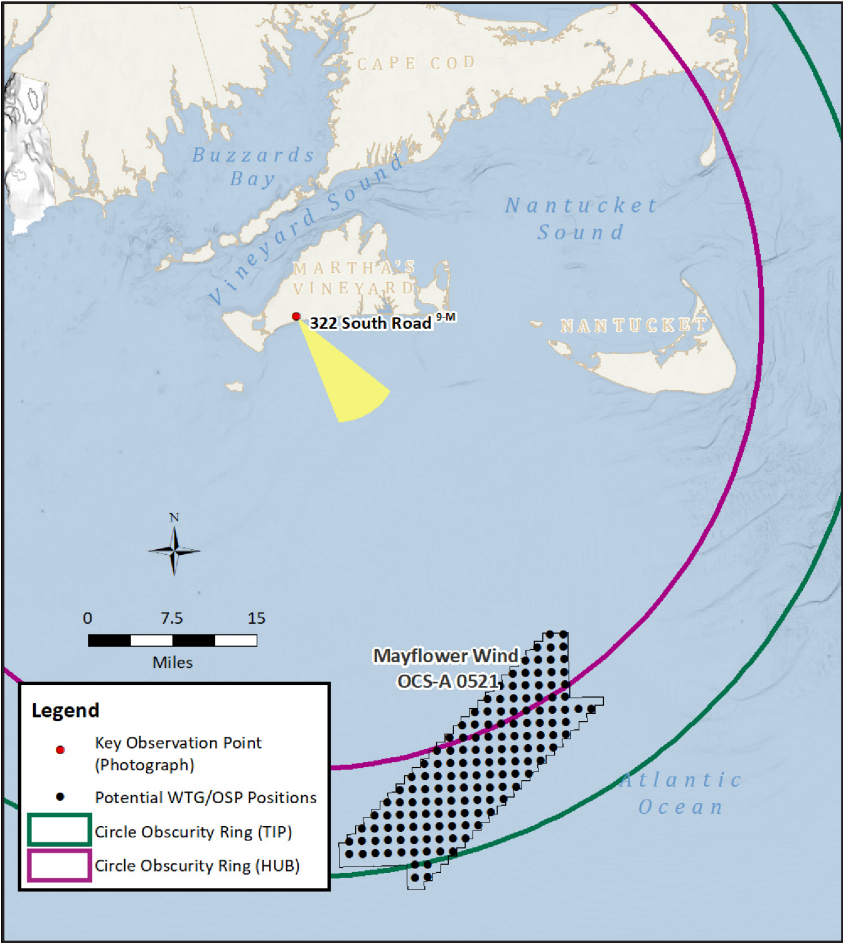 CAPE COD
Buzzards
Bay
Vineyard Sound
Nantucket
Sound
MARTHA'S
VINEYARD
322 South Road 9-M
NANTUCKET
N
0 7.5 15
Miles
Mayflower Wind
OCS-A 0521
Atlantic
Ocean
Legend
Key Observation Point
(Photograph)
Potential WTG/OSP Positions
Circle Obscurity Ring (TIP)
Circle Obscurity Ring (HUB)